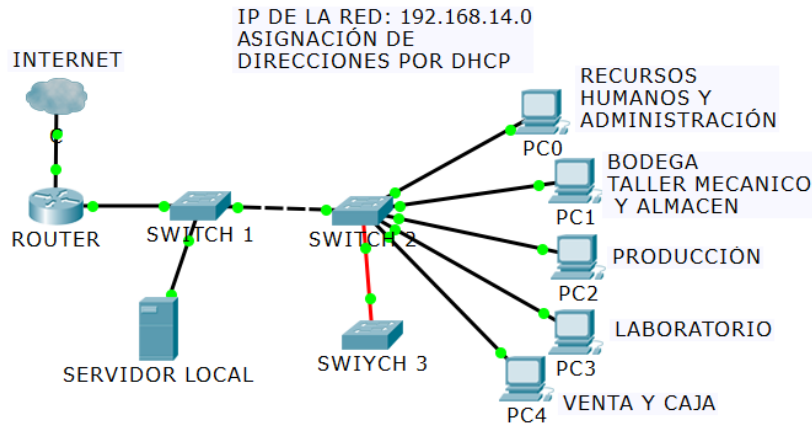 IP DE LA RED: 192.168.14.0
ASIGNACIÓN DE
DIRECCIONES POR DHCP
INTERNET
C
ROUTER
SWITCH 1
SERVIDOR LOCAL
SWITCH 2
SWIYCH 3
RECURSOS
HUMANOS Y
ADMINISTRACIÓN
PC0
BODEGA
TALLER MECANICO
Y ALMACEN
PC1
PRODUCCIÓN
PC2
LABORATORIO
PC3
VENTA Y CAJA
PC4